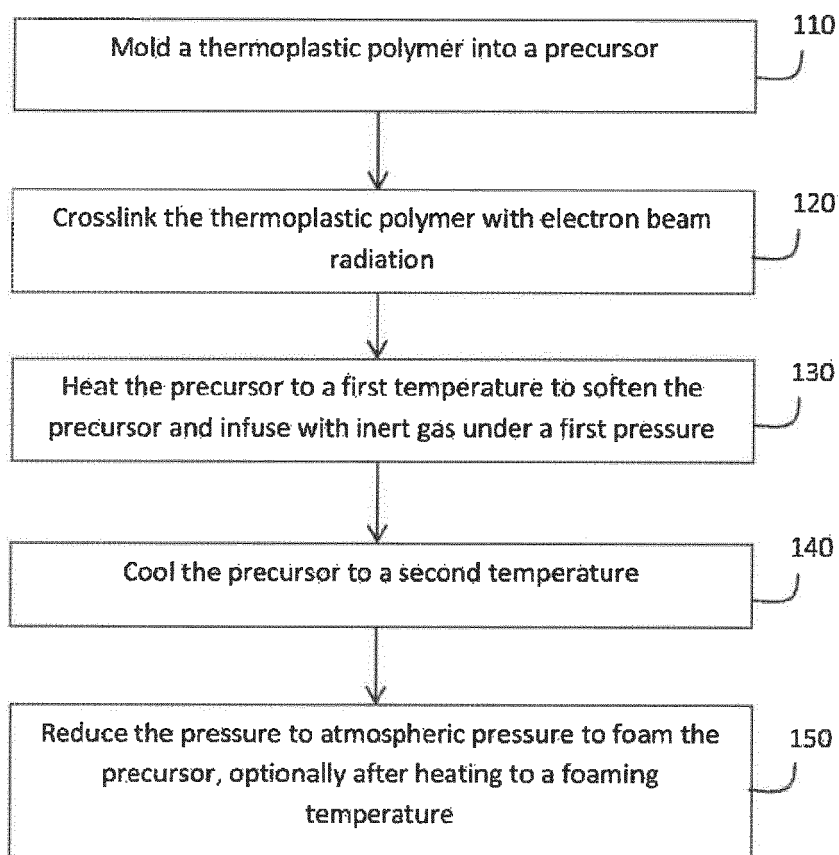 Mold a thermoplastic polymer into a precursor
110
Crosslink the thermoplastic polymer with electron beam
radiation
120
Heat the precursor to a first temperature to soften the
precursor and infuse with inert gas under a first pressure
130
Cool the precursor to a second temperature
140
Reduce the pressure to atmospheric pressure to foam the
precursor, optionally after heating to a foaming
temperature
150